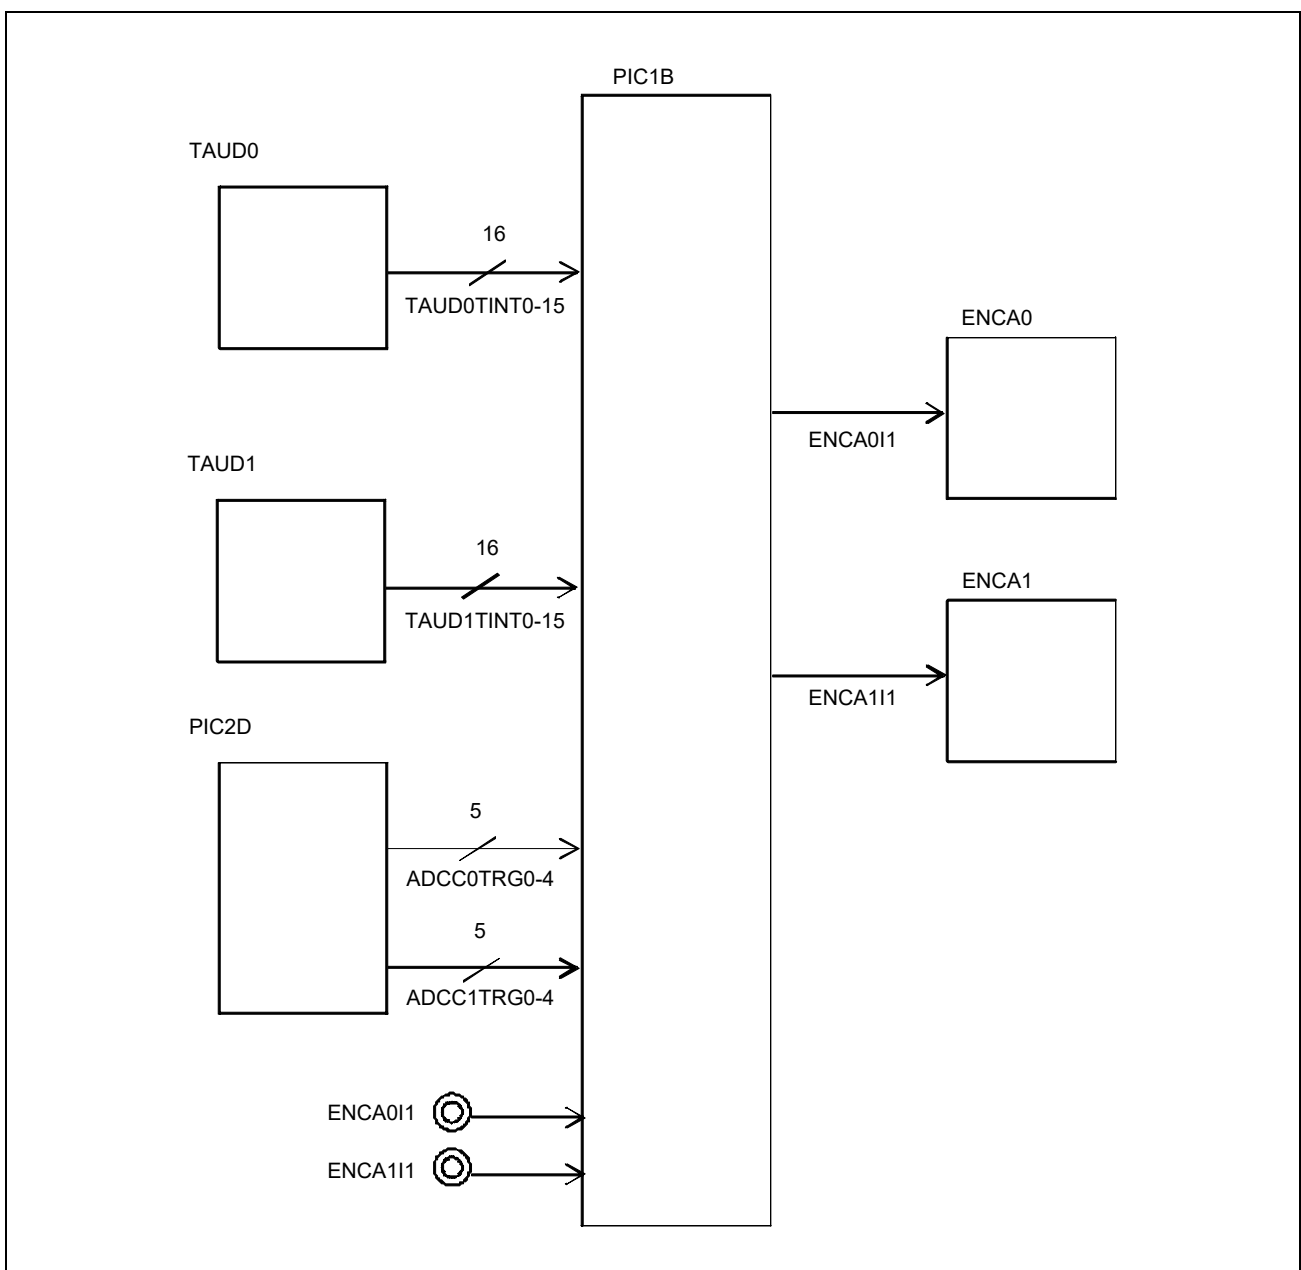 PIC1B
TAUD0
16
TAUD0TINT0-15
ENCA0
ENCA0I1
TAUD1
16
ENCA1
TAUD1TINT0-15
ENCA1I1
PIC2D
5
ADCC0TRG0-4
5
ADCC1TRG0-4
ENCA0I1
ENCA1I1